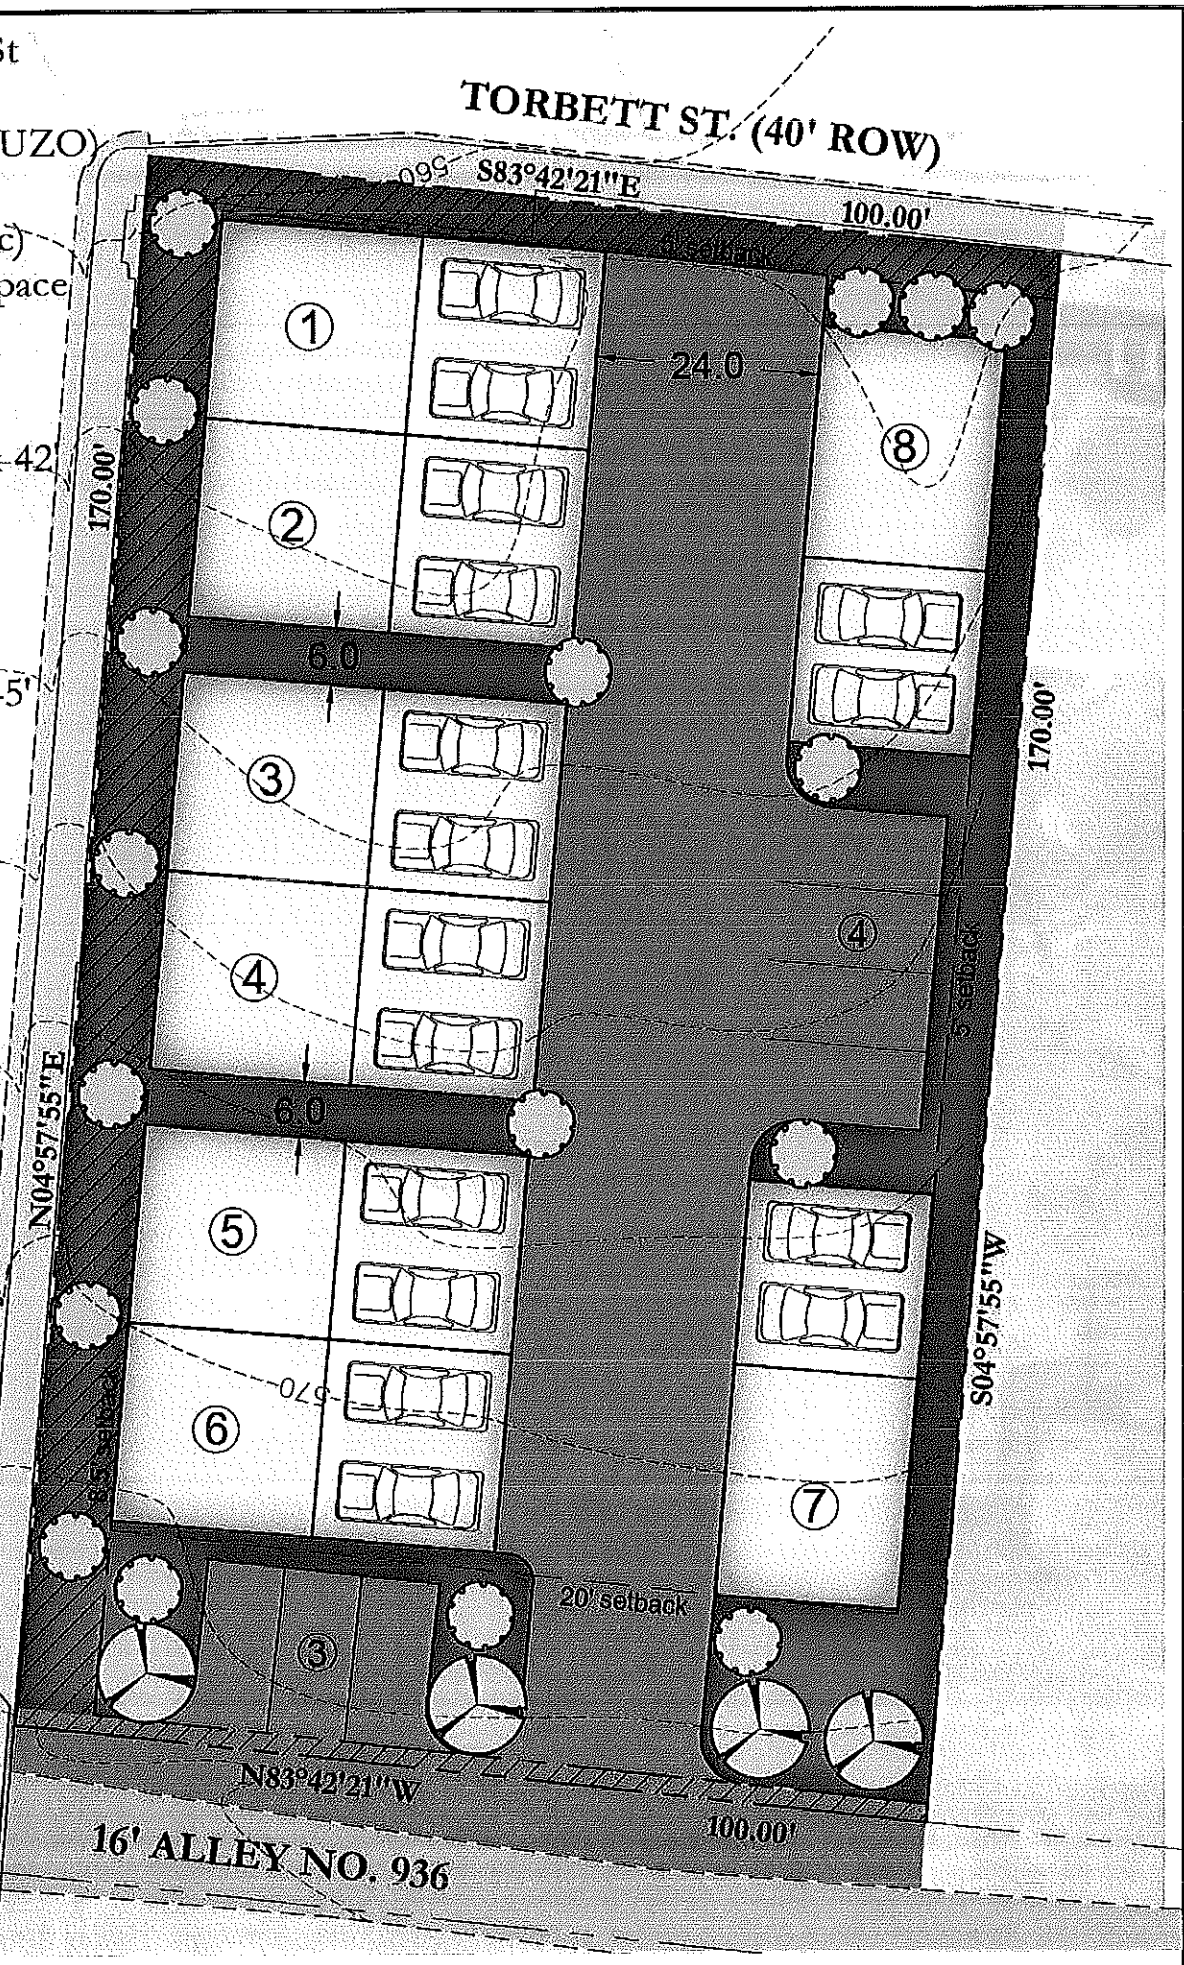 St
TORBETT ST. (40' ROW)
UZO)
560
S83°42'21"E
100.00'
c)
5' setback
pace
1
24.0
8
42'
170.00'
2
6.0
5'
170.00'
3
4
4
5' setback
6.0
N04°57'55"E
5
S04°57'55"W
570
6
8.5' setback
7
20' setback
3
N83°42'21"W
100.00'
16' ALLEY NO. 936